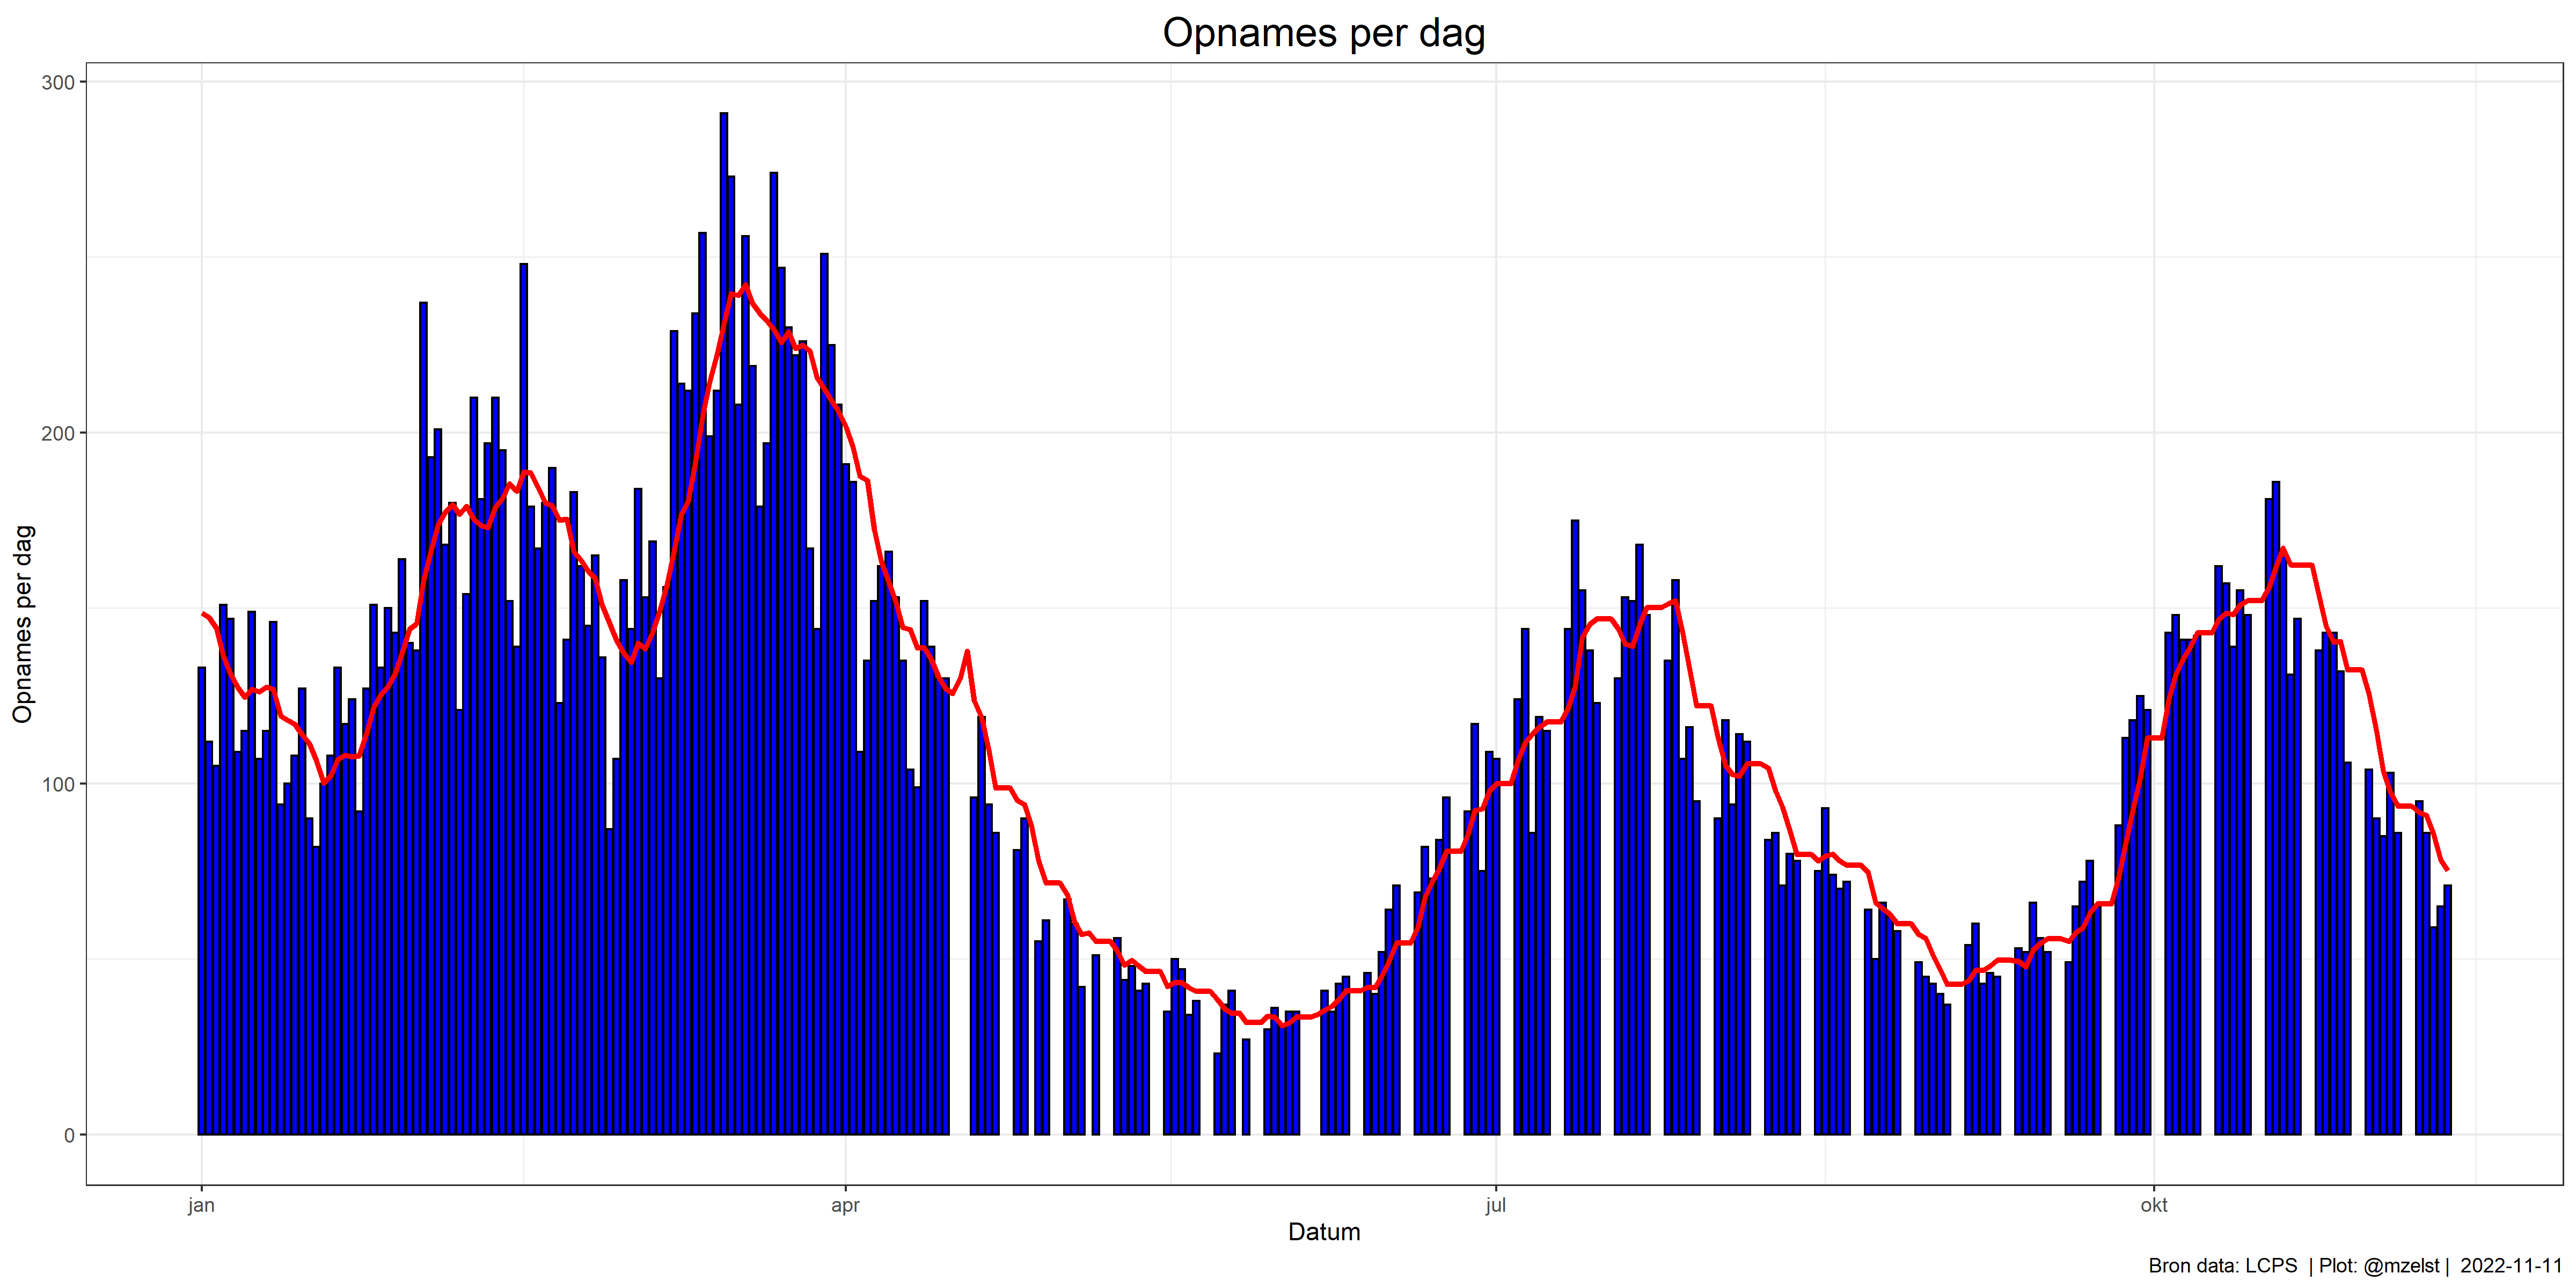 Opnames per dag
300
200
100
0
Opnames per dag
jan apr jul okt
Datum
Bron data: LCPS | Plot: @mzelst | 2022-11-11